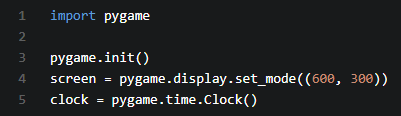 1 import pygame
2
3 pygame.init()
4 screen = pygame.display.set_mode((600, 300))
5 clock = pygame.time.Clock()